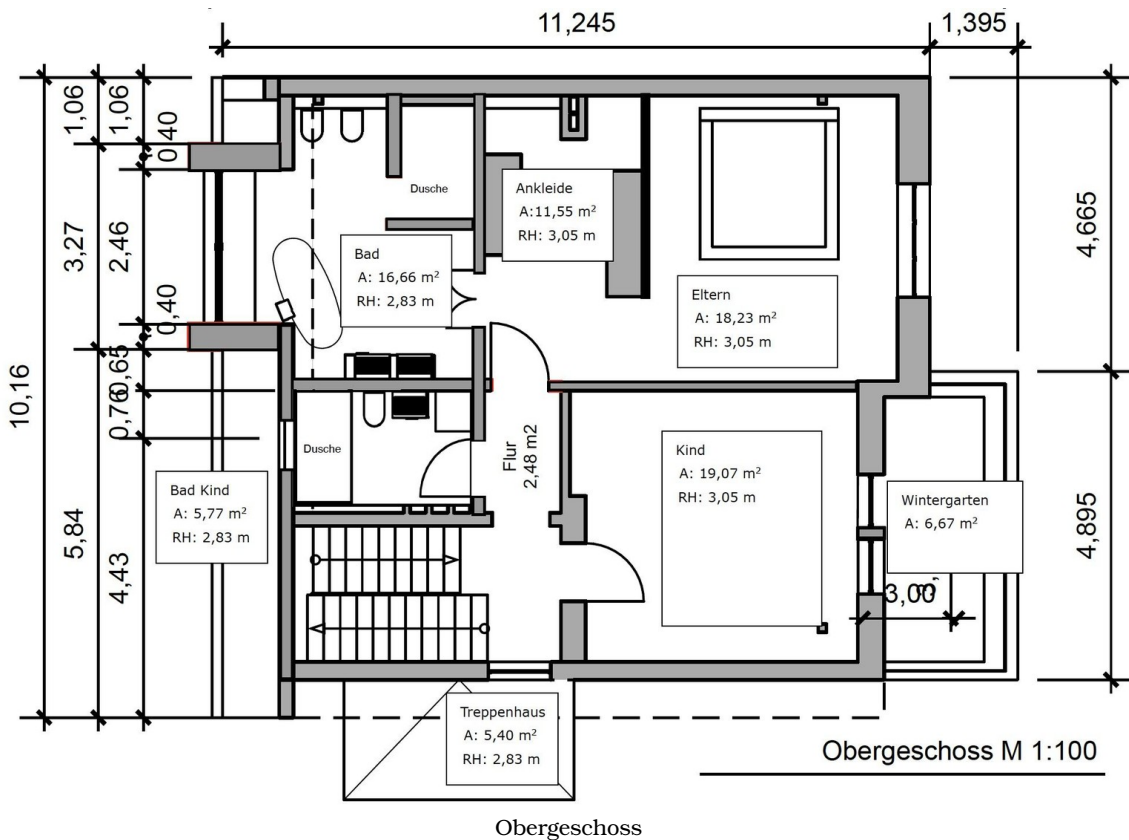 11,245
1,395
1,06
1,06
0,40
3,27
2,46
0,40
10,16
0,65
0,76
5,84
4,43
4,665
4,895
Dusche
Ankleide
A:11,55 m²
RH: 3,05 m
Bad
A: 16,66 m²
RH: 2,83 m
Eltern
A: 18,23 m²
RH: 3,05 m
Dusche
Flur
2,48 m2
Kind
A: 19,07 m²
RH: 3,05 m
Bad Kind
A: 5,77 m²
RH: 2,83 m
Wintergarten
A: 6,67 m²
3,00
Treppenhaus
A: 5,40 m²
RH: 2,83 m
Obergeschoss M 1:100
Obergeschoss